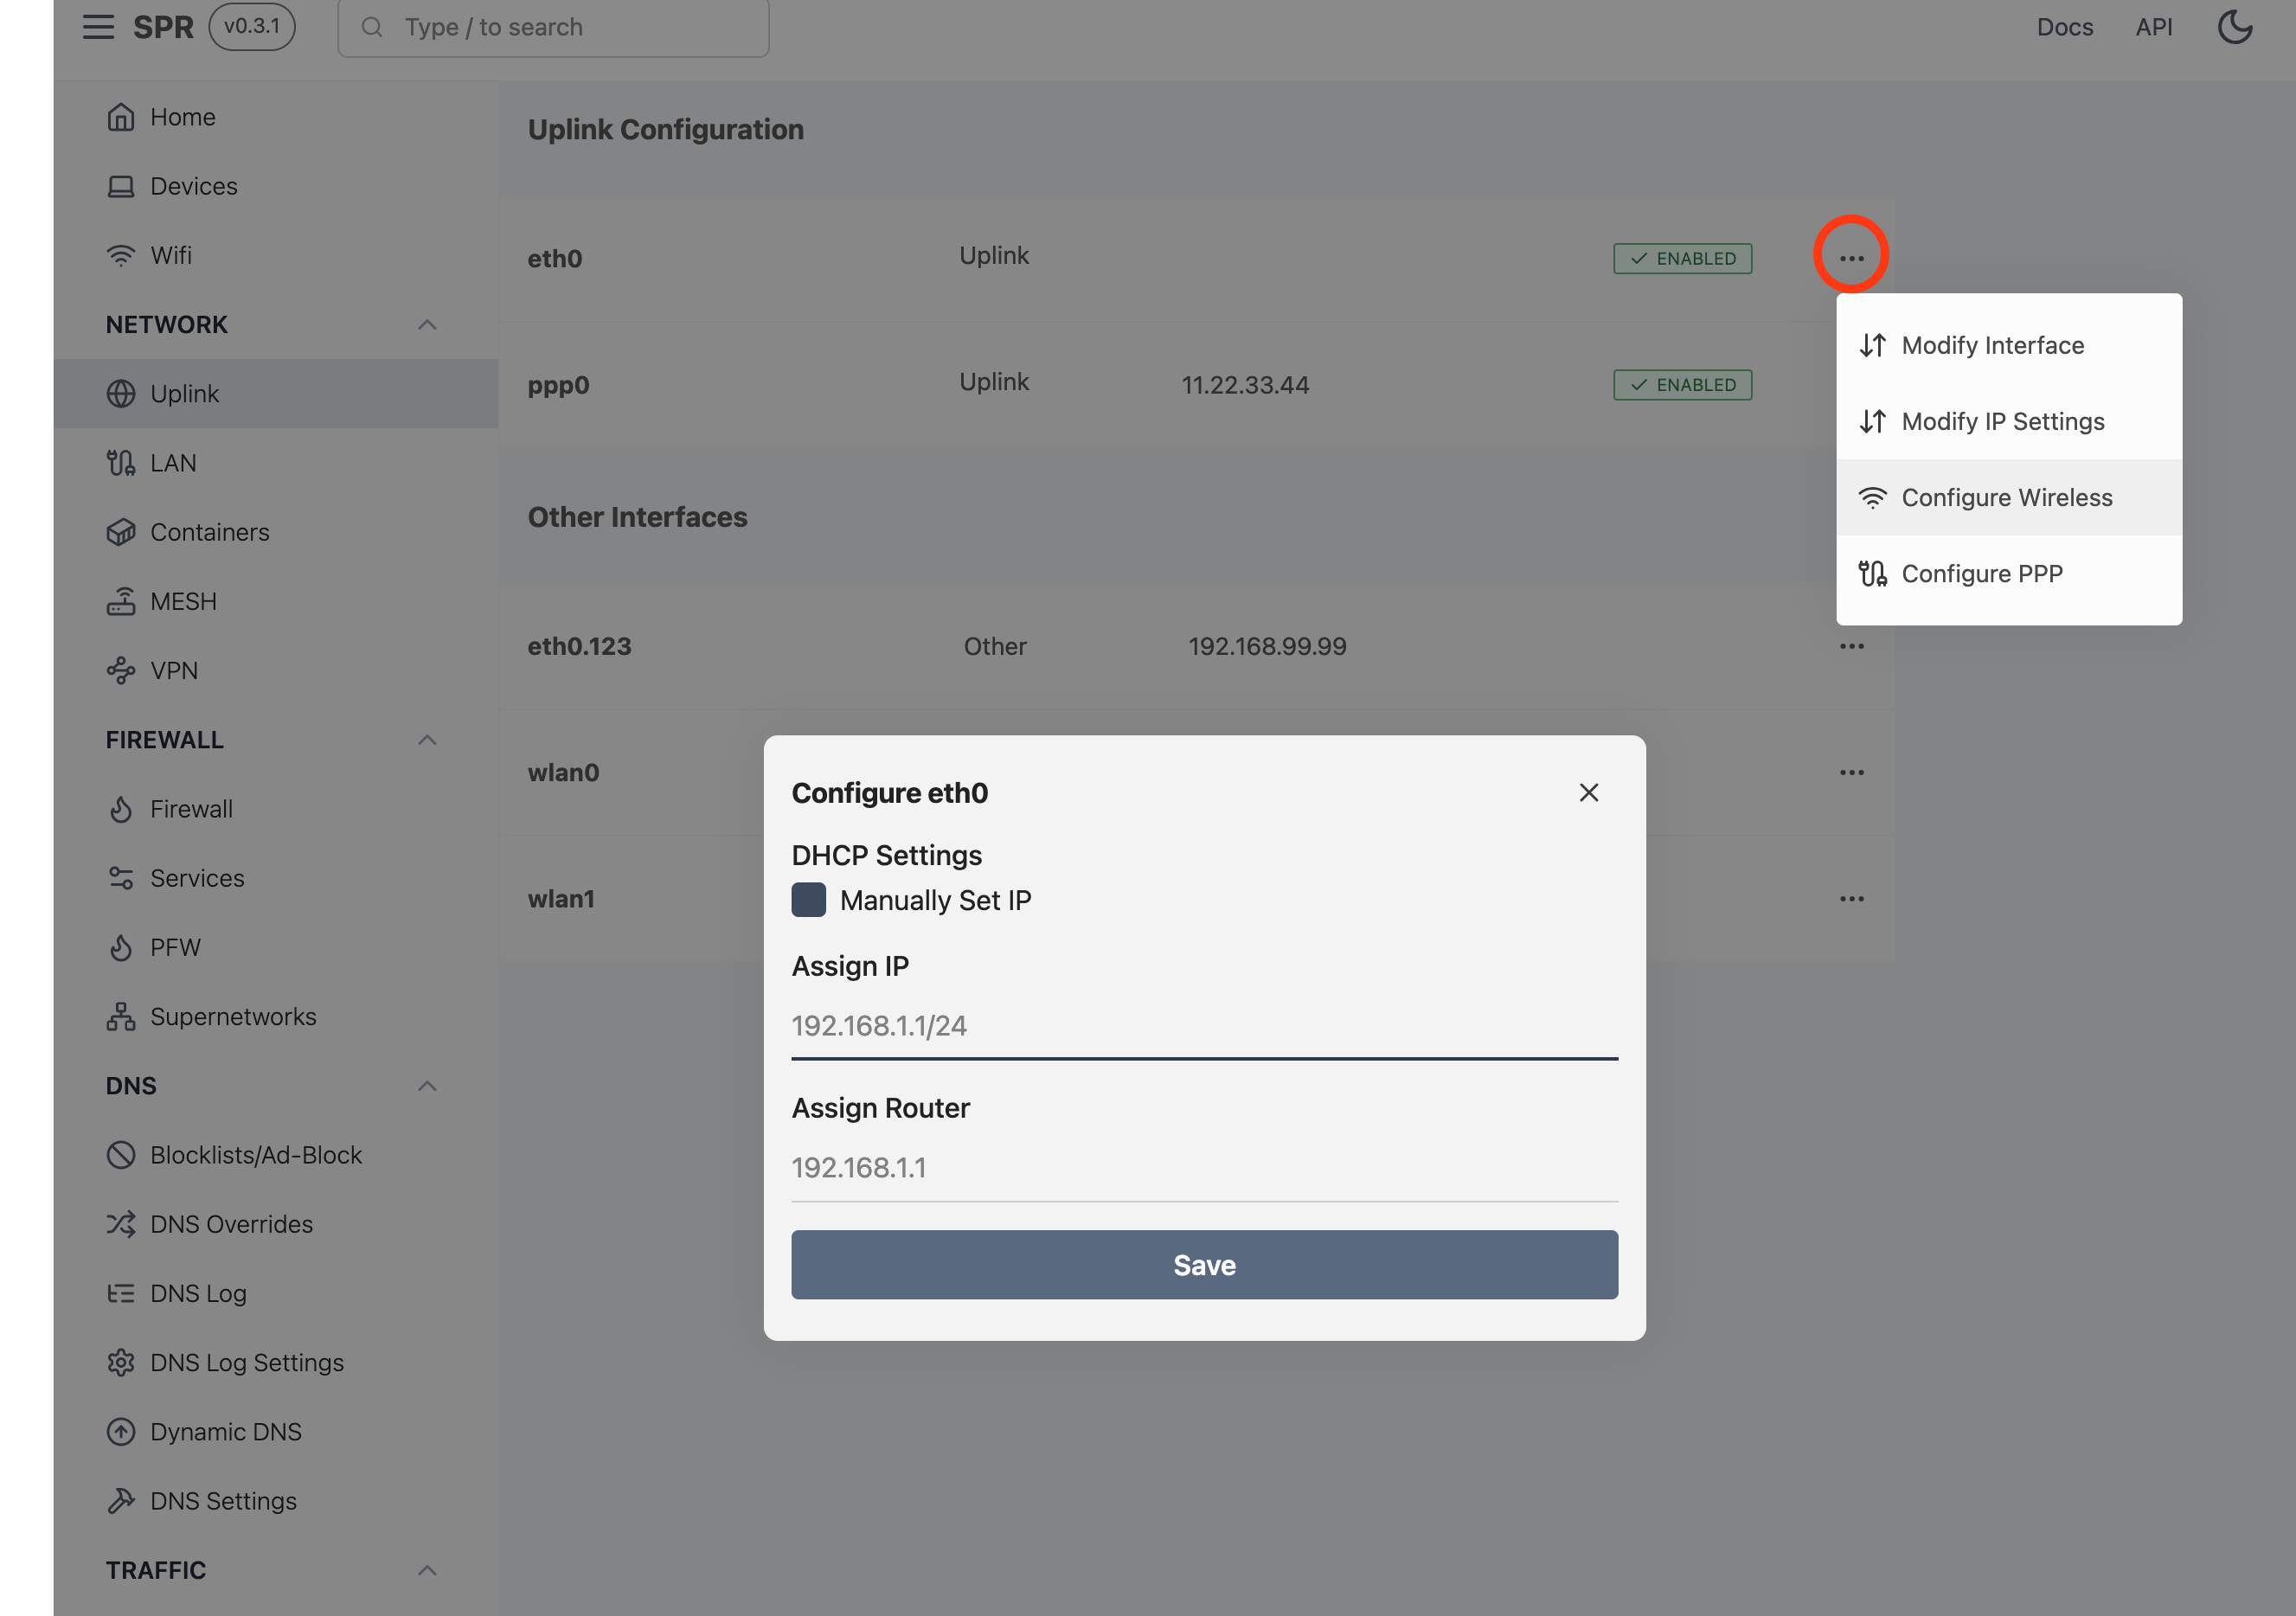 SPR v0.3.1 Type / to search Docs API
Home
Devices
Wifi
NETWORK
Uplink
LAN
Containers
MESH
VPN
FIREWALL
Firewall
Services
PFW
Supernetworks
DNS
Blocklists/Ad-Block
DNS Overrides
DNS Log
DNS Log Settings
Dynamic DNS
DNS Settings
TRAFFIC
Uplink Configuration
eth0 Uplink ENABLED
ppp0 Uplink 11.22.33.44 ENABLED
Other Interfaces
eth0.123 Other 192.168.99.99
wlan0
wlan1
Modify Interface
Modify IP Settings
Configure Wireless
Configure PPP
Configure eth0
DHCP Settings
Manually Set IP
Assign IP
192.168.1.1/24
Assign Router
192.168.1.1
Save